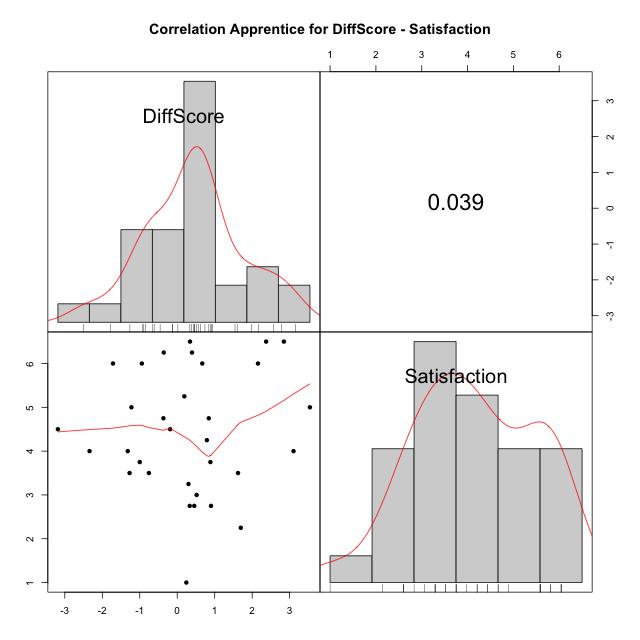 Correlation Apprentice for DiffScore - Satisfaction
1 2 3 4 5 6
DiffScore
0.039
3
2
1
0
-1
-2
-3
Satisfaction
6
5
4
3
2
1
-3 -2 -1 0 1 2 3